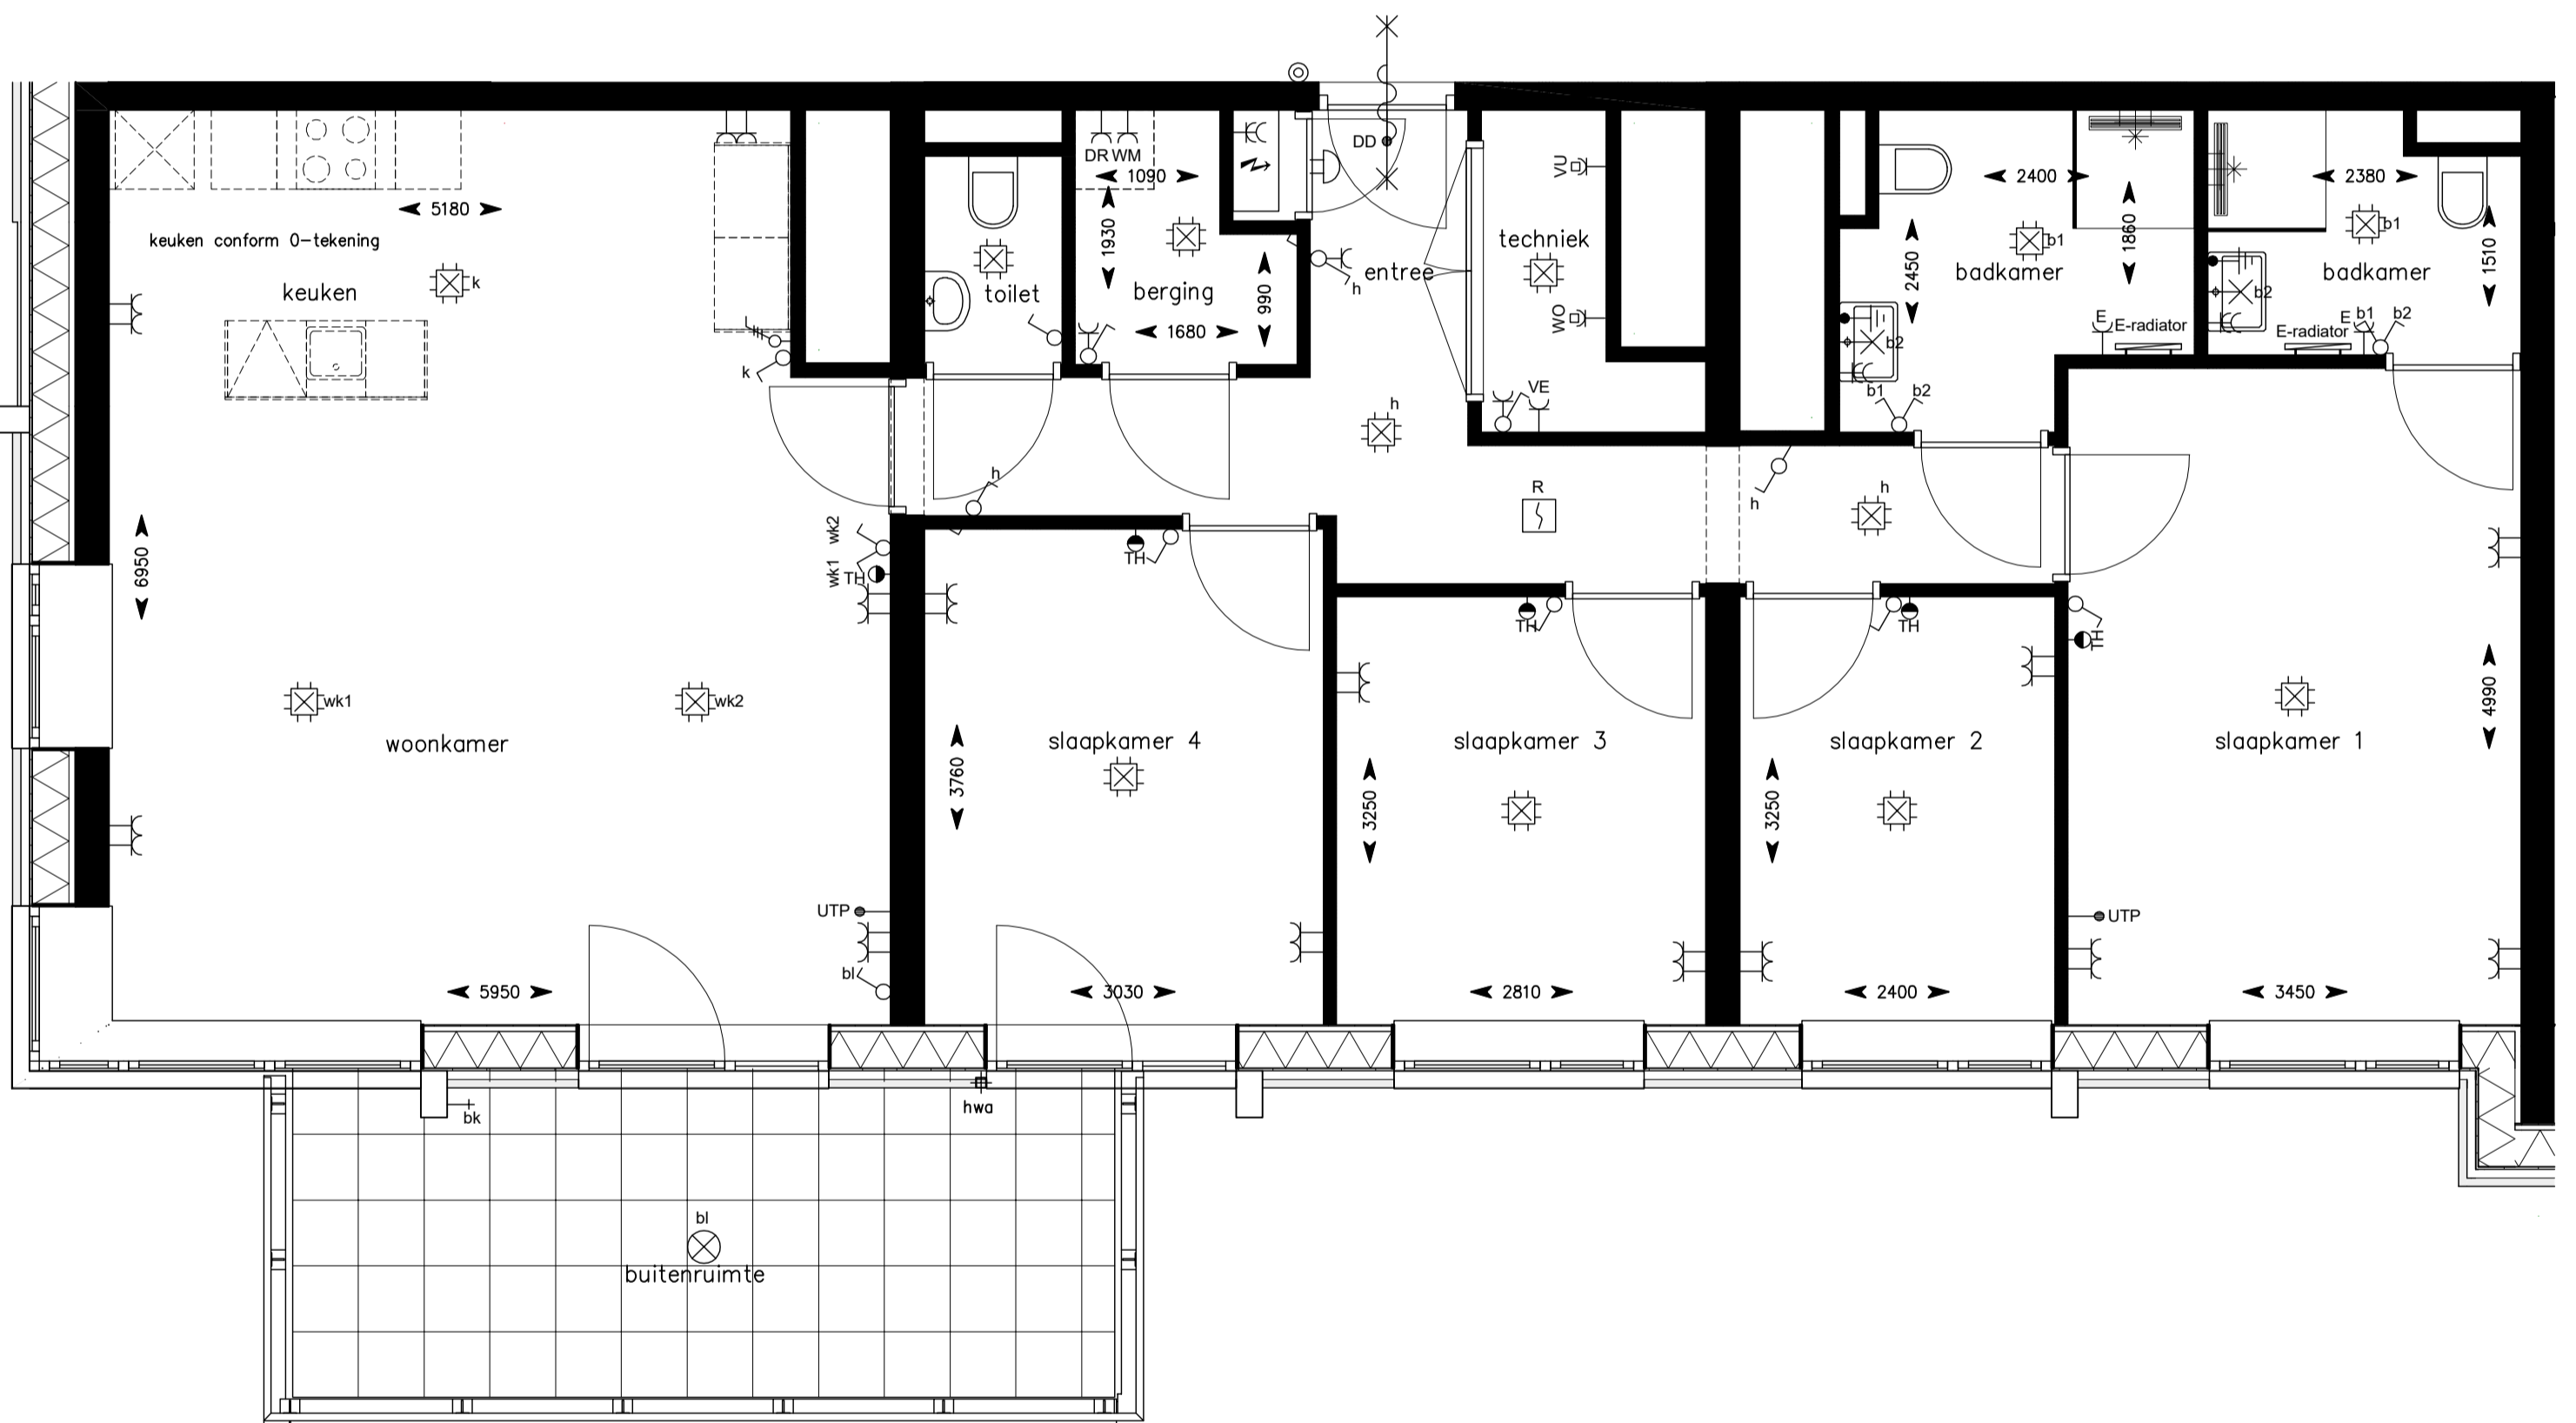 DD
DR WM
1090
5180
keuken conform 0-tekening
keuken
k
k
toilet
1930
berging
990
1680
entree
h
VU
techniek
WO
VE
2400
2450
1860
b1
badkamer
b2
b1 b2
E
E-radiator
2380
b1
1510
badkamer
b2
E-radiator
E
b1 b2
h
h
R
h
h
6950
wk1 wk2
TH
TH
TH
TH
TH
wk1
wk2
woonkamer
slaapkamer 4
3760
slaapkamer 3
3250
slaapkamer 2
3250
slaapkamer 1
4990
UTP
UTP
bl
5950
3030
2810
2400
3450
bk
hwa
bl
buitenruimte